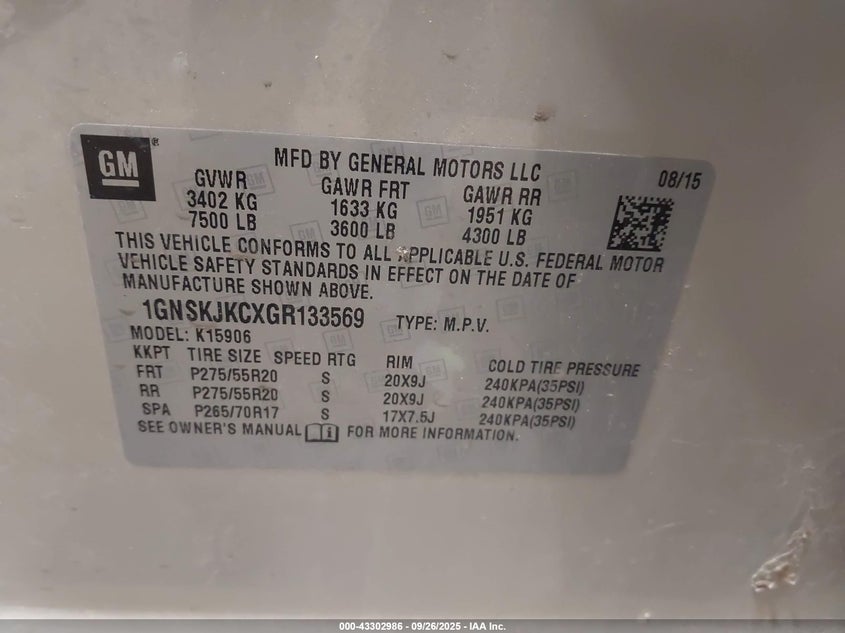 GM ®
MFD BY GENERAL MOTORS LLC 08/15
GVWR GAWR FRT GAWR RR
3402 KG 1633 KG 1951 KG
7500 LB 3600 LB 4300 LB
THIS VEHICLE CONFORMS TO ALL APPLICABLE U.S. FEDERAL MOTOR
VEHICLE SAFETY STANDARDS IN EFFECT ON THE DATE OF
MANUFACTURE SHOWN ABOVE.
1GNSKJKCXGR133569 TYPE: M.P.V.
MODEL: K15906
KKPT TIRE SIZE SPEED RTG RIM COLD TIRE PRESSURE
FRT P275/55R20 S 20X9J 240KPA(35PSI)
RR P275/55R20 S 20X9J 240KPA(35PSI)
SPA P265/70R17 S 17X7.5J 240KPA(35PSI)
SEE OWNER'S MANUAL FOR MORE INFORMATION.
000-43302986 - 09/26/2025 - IAA Inc.